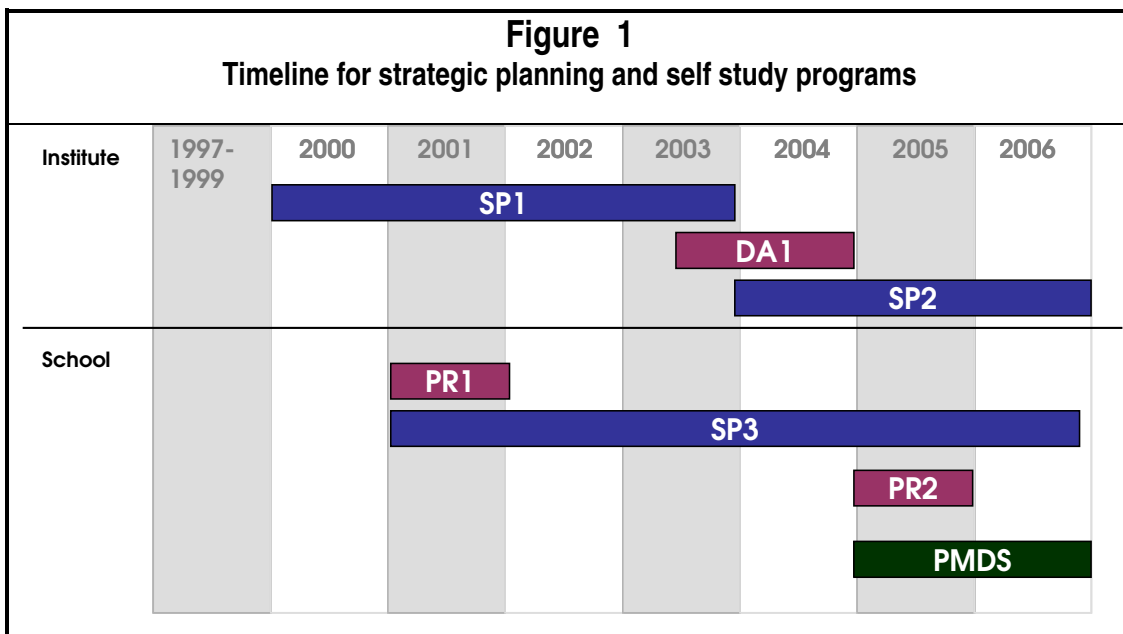 Figure 1
Timeline for strategic planning and self study programs
Institute
1997-
1999
2000
2001
2002
2003
2004
2005
2006
SP1
DA1
SP2
School
PR1
SP3
PR2
PMDS